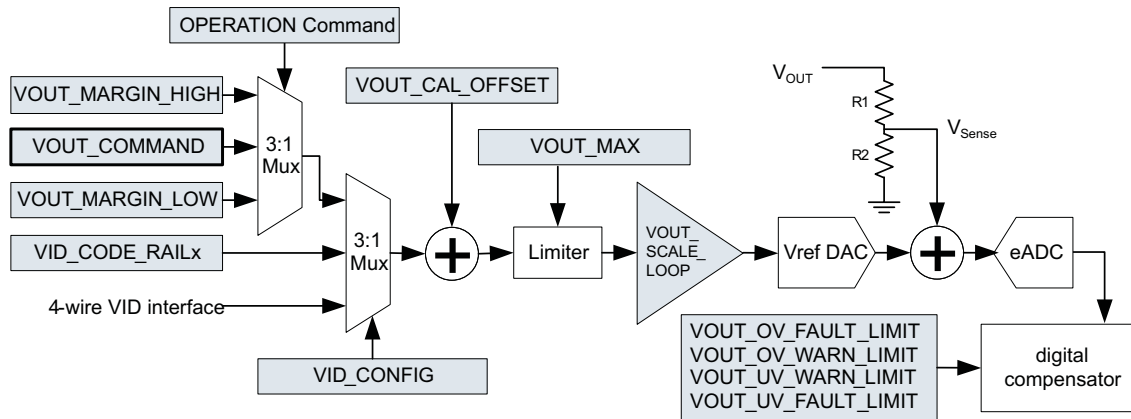 OPERATION Command
VOUT_MARGIN_HIGH
VOUT_COMMAND
VOUT_MARGIN_LOW
3:1
Mux
VID_CODE_RAILx
4-wire VID interface
3:1
Mux
VID_CONFIG
VOUT_CAL_OFFSET
+
VOUT_MAX
Limiter
VOUT_
SCALE_
LOOP
Vref DAC
VOUT
R1
R2
VSense
+
eADC
VOUT_OV_FAULT_LIMIT
VOUT_OV_WARN_LIMIT
VOUT_UV_WARN_LIMIT
VOUT_UV_FAULT_LIMIT
digital
compensator